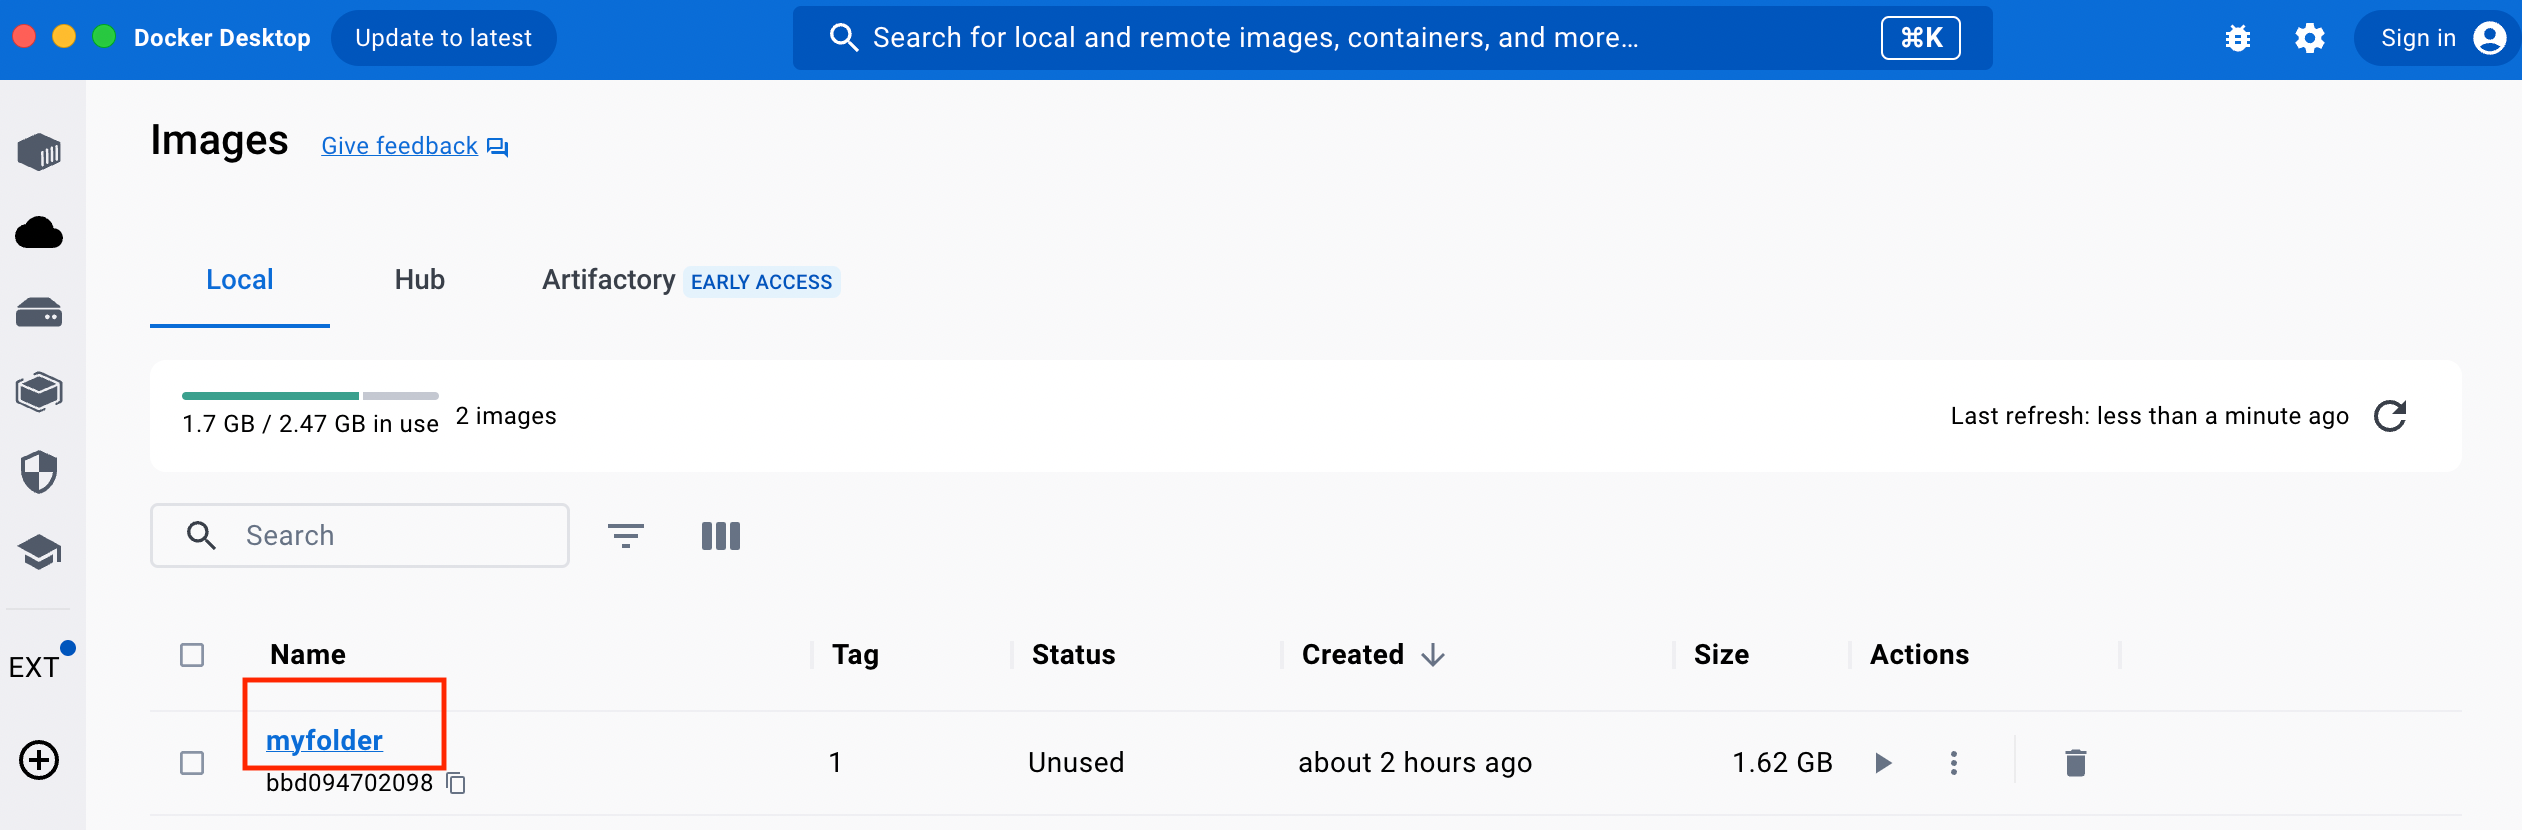 Docker Desktop
Update to latest
Search for local and remote images, containers, and more...
⌘K
Sign in
Images
Give feedback
Local
Hub
Artifactory
EARLY ACCESS
1.7 GB / 2.47 GB in use
2 images
Last refresh: less than a minute ago
Search
Name
Tag
Status
Created
Size
Actions
EXT
myfolder
bbd094702098
1
Unused
about 2 hours ago
1.62 GB